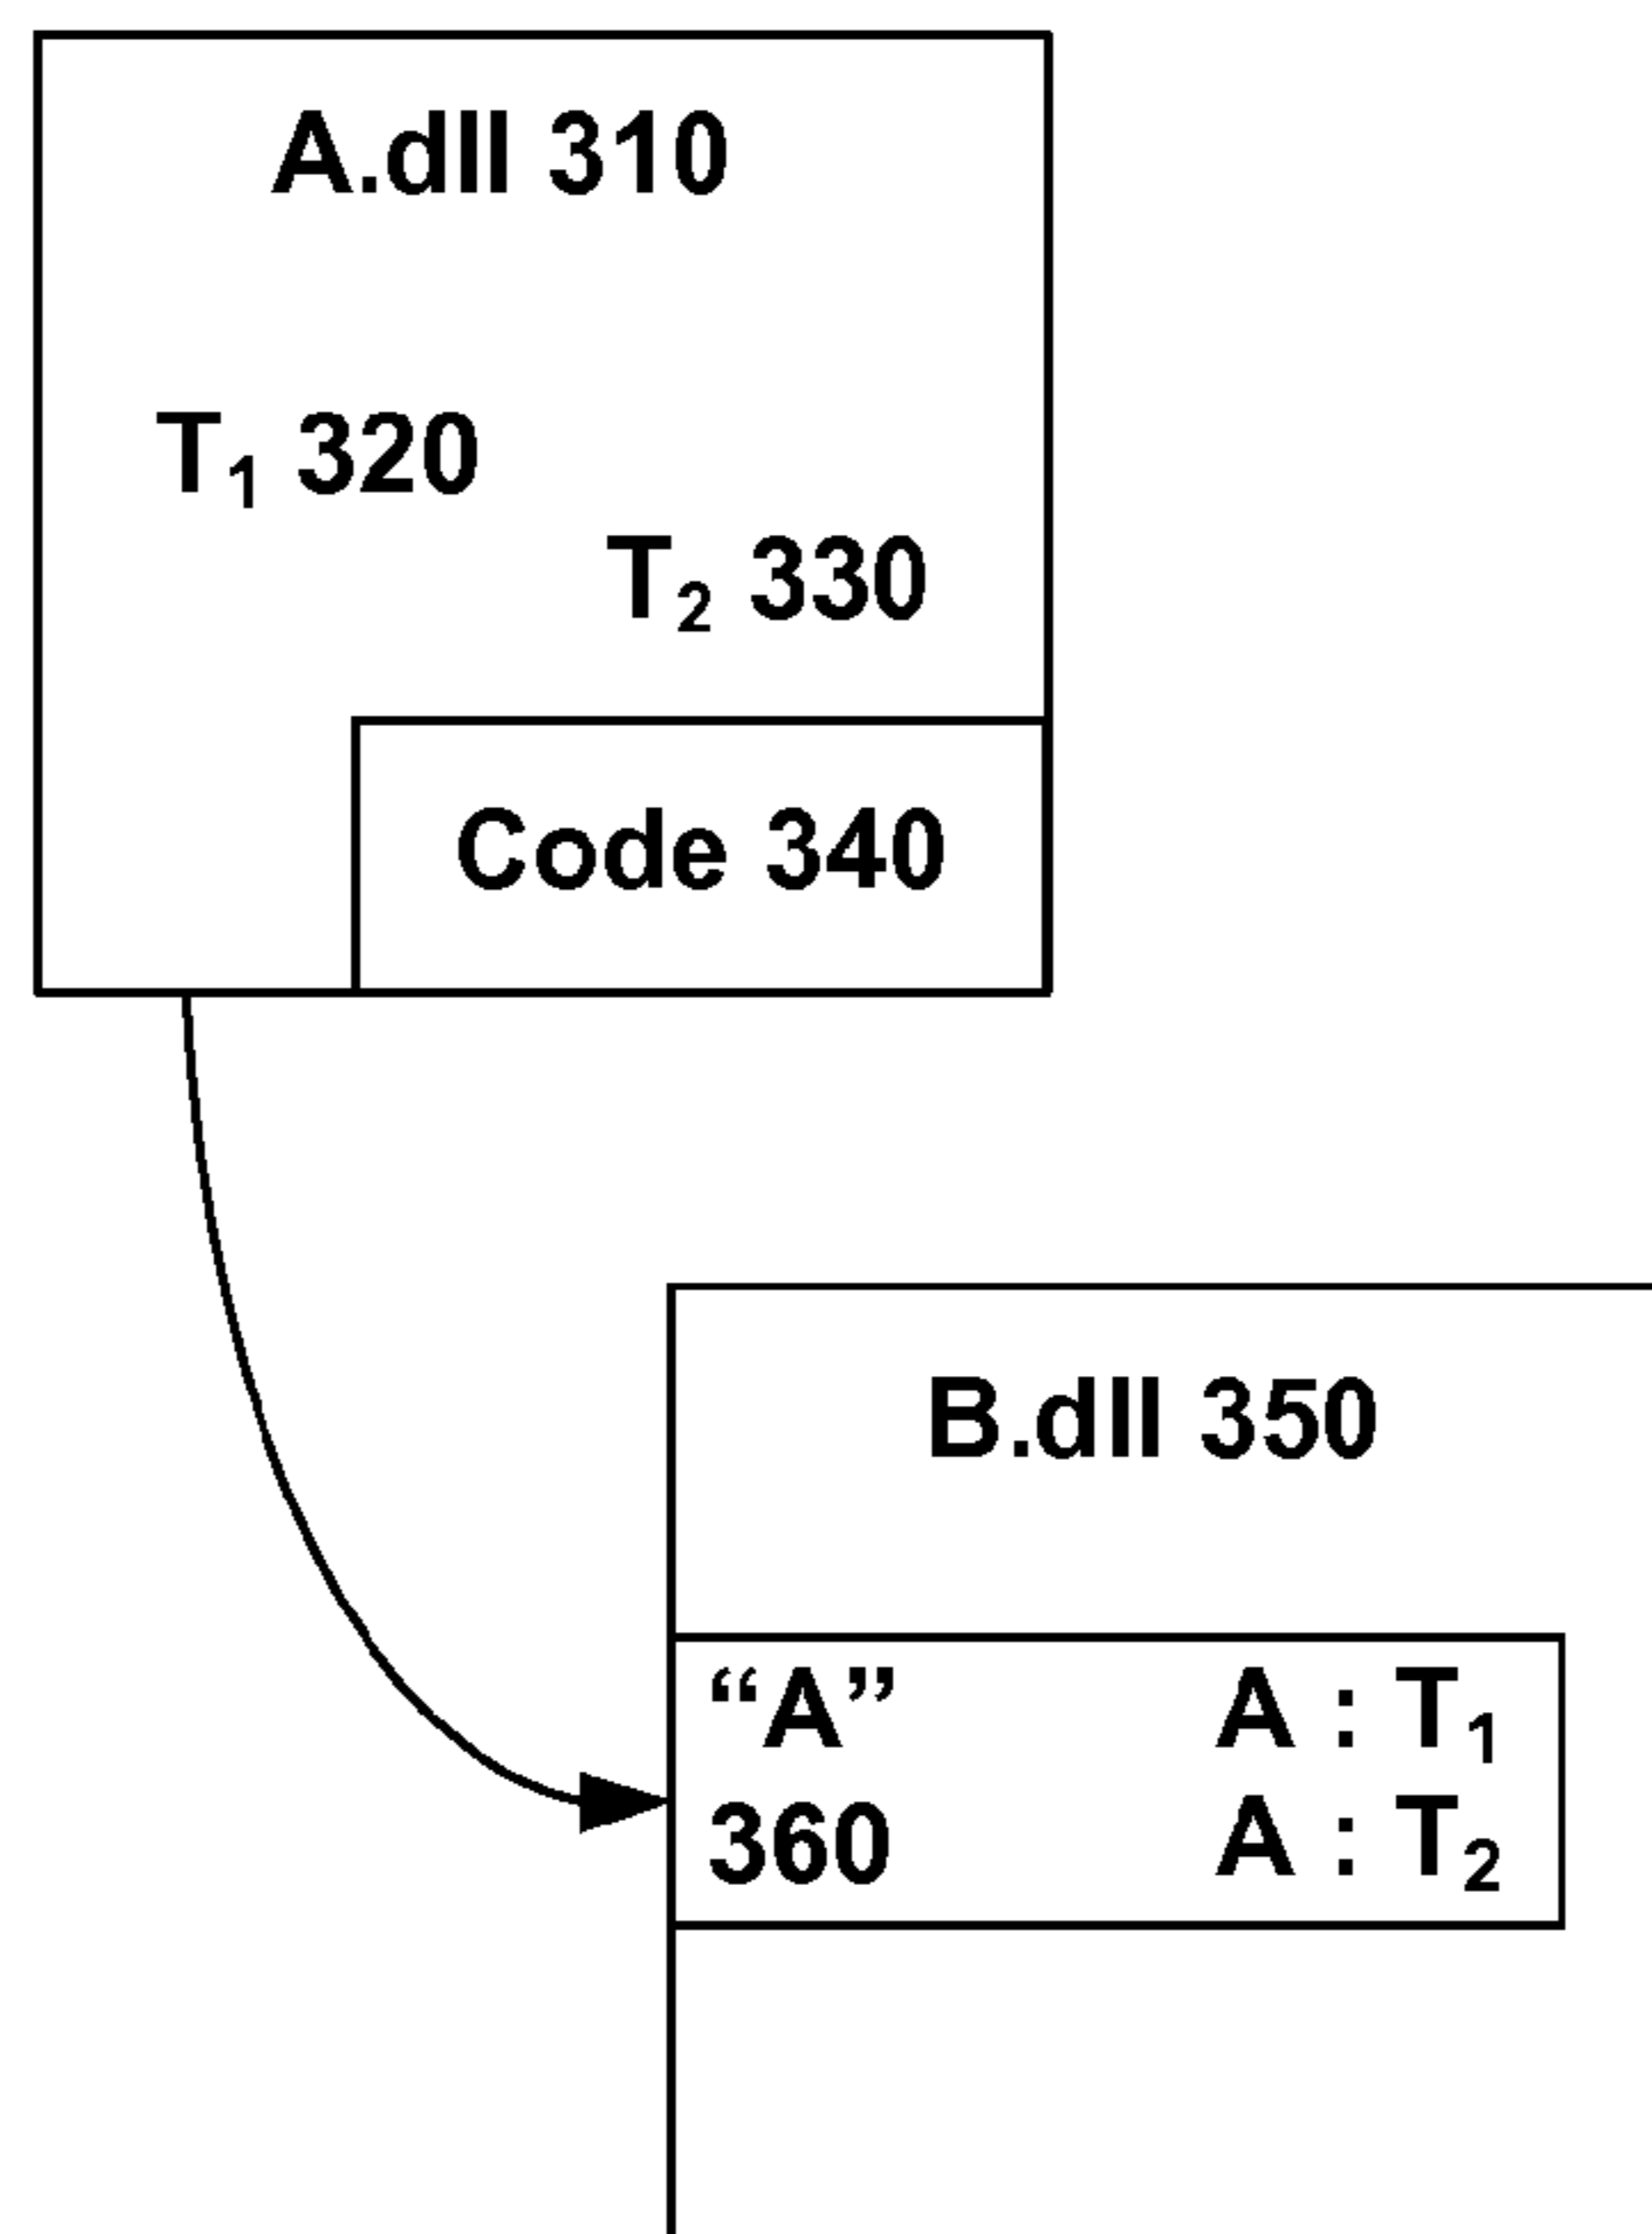 A.dll 310
T₁ 320
T₂ 330
Code 340
B.dll 350
“A” A : T₁
360 A : T₂